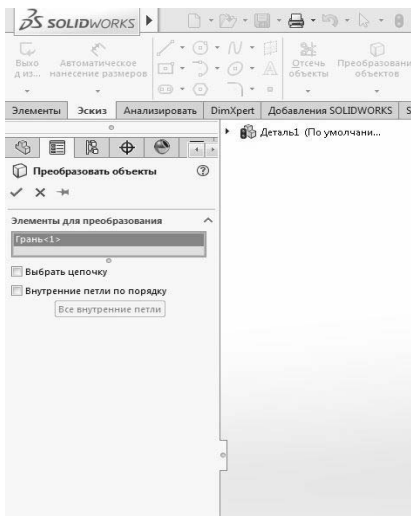 SOLIDWORKS
Выхо
д из...
Автоматическое
нанесение размеров
Отсечь
объекты
Преобразовани
объектов
Элементы Эскиз Анализировать DimXpert Добавления SOLIDWORKS S
Деталь1 (По умолчани...
Преобразовать объекты
Элементы для преобразования
Грань<1>
Выбрать цепочку
Внутренние петли по порядку
Все внутренние петли